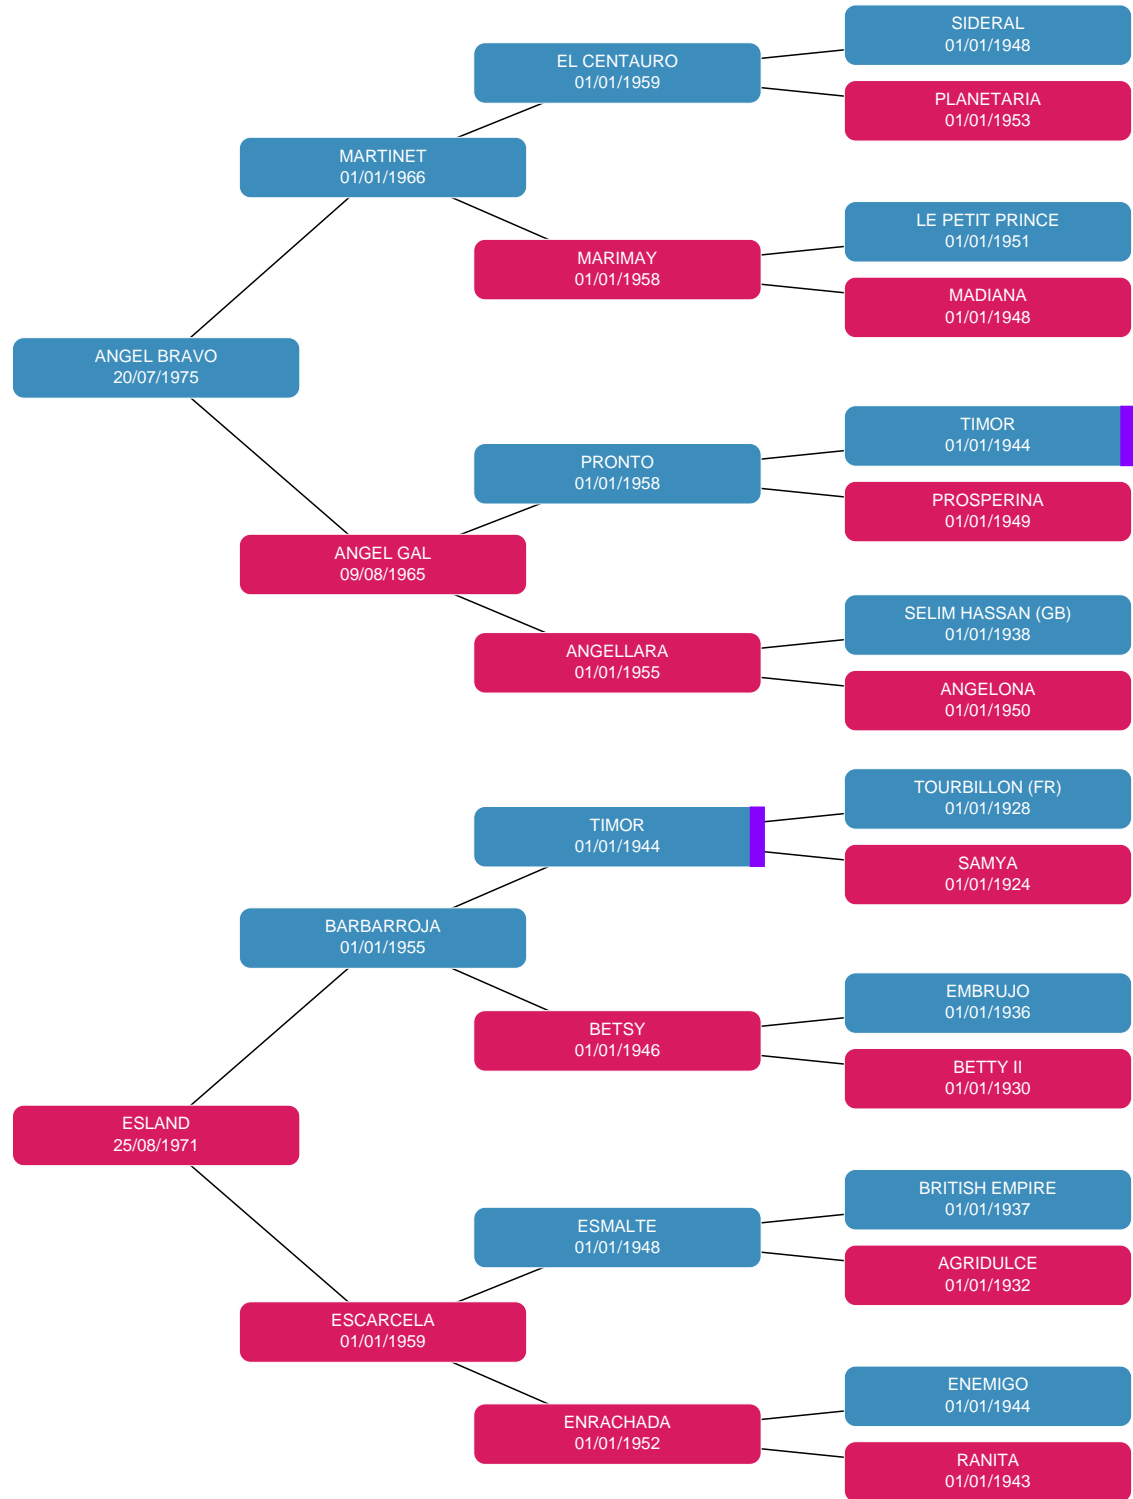 SIDERAL
01/01/1948
EL CENTAURO
01/01/1959
PLANETARIA
01/01/1953
MARTINET
01/01/1966
LE PETIT PRINCE
01/01/1951
MARIMAY
01/01/1958
MADIANA
01/01/1948
ANGEL BRAVO
20/07/1975
TIMOR
01/01/1944
PRONTO
01/01/1958
PROSPERINA
01/01/1949
ANGEL GAL
09/08/1965
SELIM HASSAN (GB)
01/01/1938
ANGELLARA
01/01/1955
ANGELONA
01/01/1950
TOURBILLON (FR)
01/01/1928
TIMOR
01/01/1944
SAMYA
01/01/1924
BARBARROJA
01/01/1955
EMBRUJO
01/01/1936
BETSY
01/01/1946
BETTY II
01/01/1930
ESLAND
25/08/1971
BRITISH EMPIRE
01/01/1937
ESMALTE
01/01/1948
AGRIDULCE
01/01/1932
ESCARCELA
01/01/1959
ENEMIGO
01/01/1944
ENRACHADA
01/01/1952
RANITA
01/01/1943